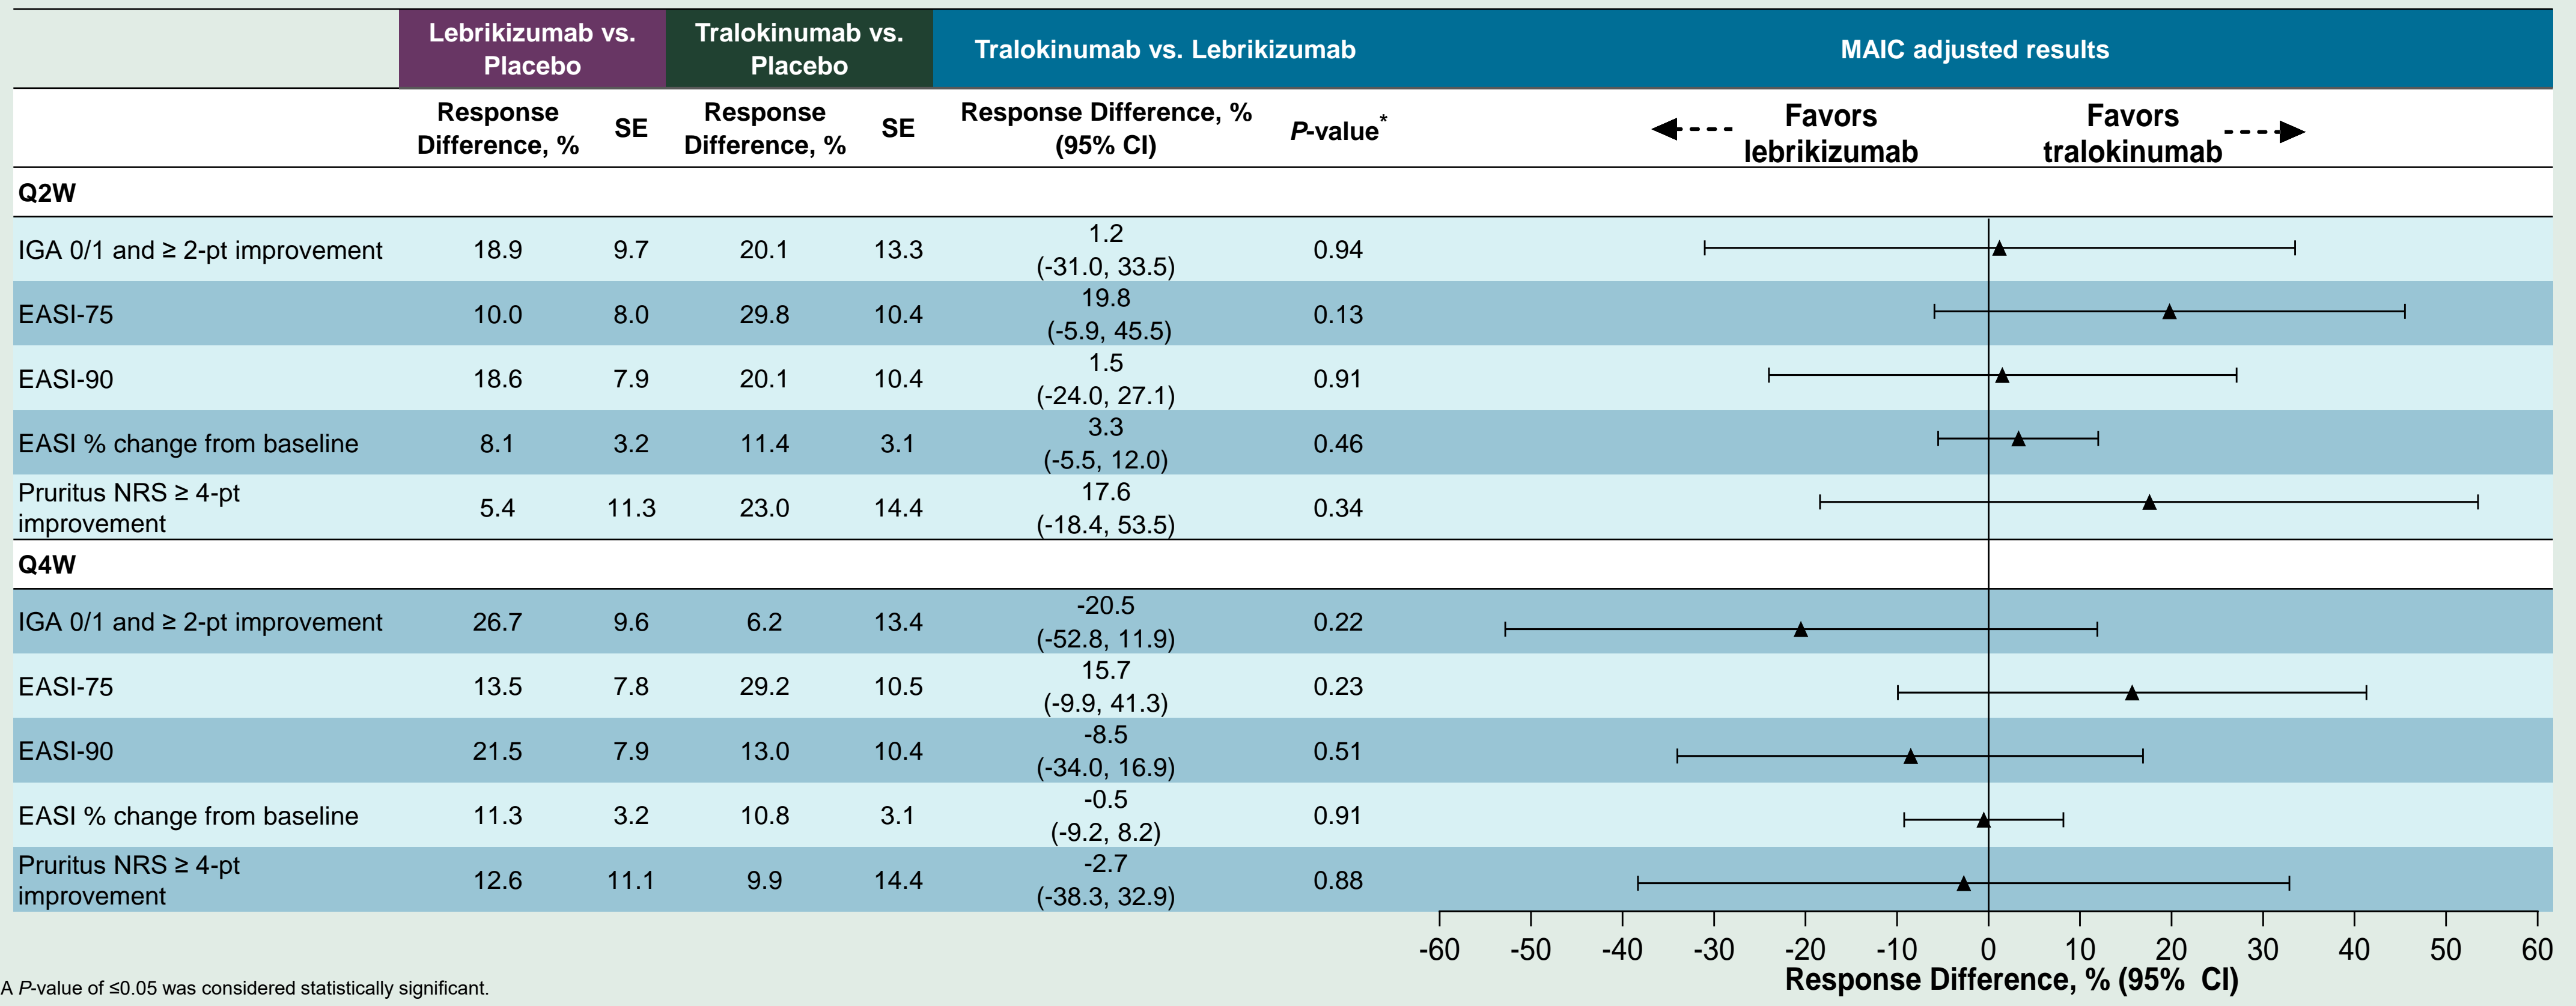 Lebrikizumab vs. Placebo
Tralokinumab vs. Placebo
Tralokinumab vs. Lebrikizumab
MAIC adjusted results
Response Difference, %
SE
Response Difference, %
SE
Response Difference, % (95% CI)
P-value*
Favors lebrikizumab
Favors tralokinumab
Q2W
IGA 0/1 and ≥ 2-pt improvement 18.9 9.7 20.1 13.3 1.2 (-31.0, 33.5) 0.94
EASI-75 10.0 8.0 29.8 10.4 19.8 (-5.9, 45.5) 0.13
EASI-90 18.6 7.9 20.1 10.4 1.5 (-24.0, 27.1) 0.91
EASI % change from baseline 8.1 3.2 11.4 3.1 3.3 (-5.5, 12.0) 0.46
Pruritus NRS ≥ 4-pt improvement 5.4 11.3 23.0 14.4 17.6 (-18.4, 53.5) 0.34
Q4W
IGA 0/1 and ≥ 2-pt improvement 26.7 9.6 6.2 13.4 -20.5 (-52.8, 11.9) 0.22
EASI-75 13.5 7.8 29.2 10.5 15.7 (-9.9, 41.3) 0.23
EASI-90 21.5 7.9 13.0 10.4 -8.5 (-34.0, 16.9) 0.51
EASI % change from baseline 11.3 3.2 10.8 3.1 -0.5 (-9.2, 8.2) 0.91
Pruritus NRS ≥ 4-pt improvement 12.6 11.1 9.9 14.4 -2.7 (-38.3, 32.9) 0.88
-60 -50 -40 -30 -20 -10 0 10 20 30 40 50 60
Response Difference, % (95% CI)
A P-value of ≤0.05 was considered statistically significant.